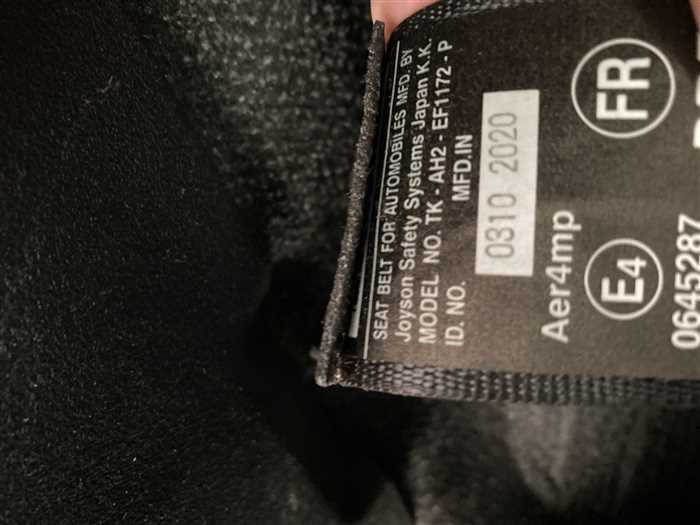 SEAT BELT FOR AUTOMOBILES MFD. BY
Joyson Safety Systems Japan K.K.
MODEL NO. TK - AH2 - EF1172 - P
ID. NO. MFD.IN
0310 2020
Aer4mp FR
E4
0645287